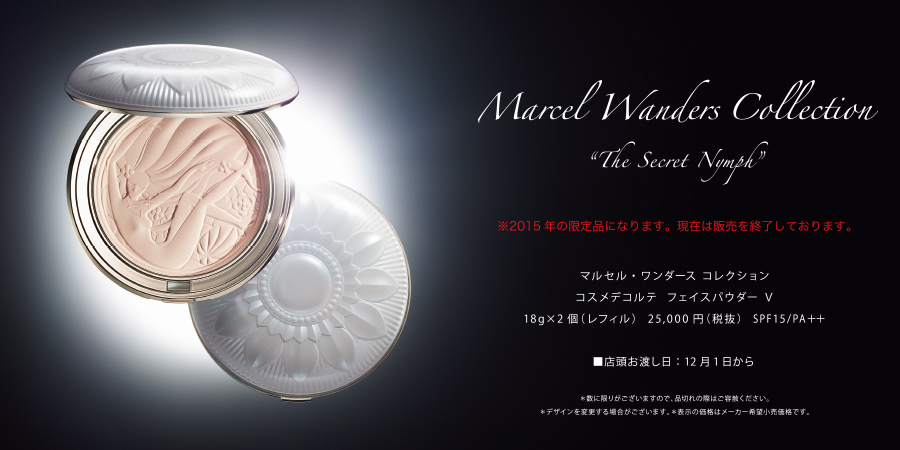 Marcel Wanders Collection
“The Secret Nymph”
※2015年の限定品になります。現在は販売を終了しております。
マルセル・ワンダース コレクション
コスメデコルテ フェイスパウダー V
18g×2個（レフィル） 25,000円（税抜） SPF15/PA++
■店頭お渡し日：12月1日から
＊数に限りがございますので、品切れの際はご容赦ください。
＊デザインを変更する場合がございます。＊表示の価格はメーカー希望小売価格です。